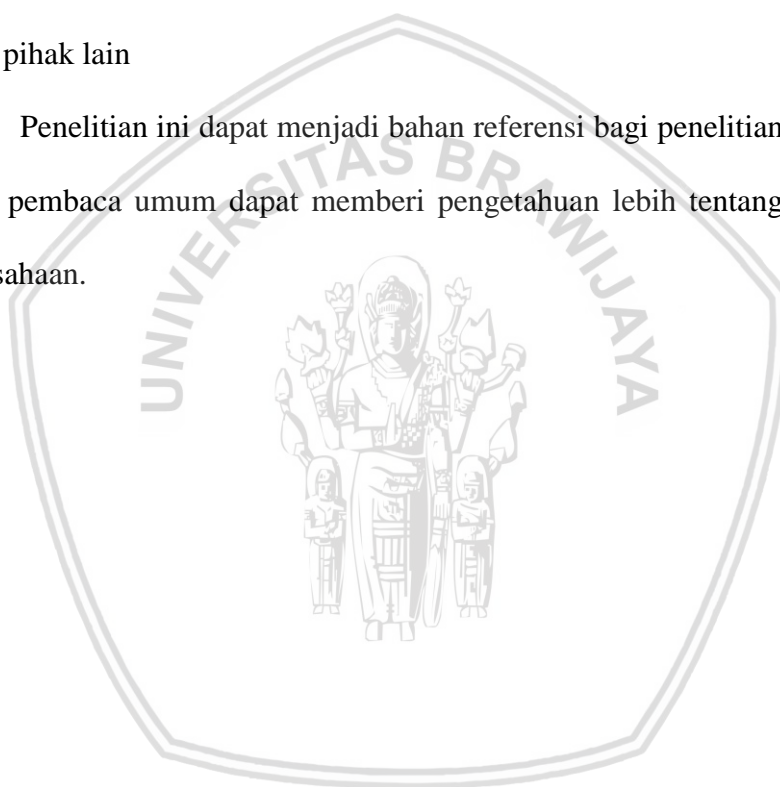 pihak lain
Penelitian ini dapat menjadi bahan referensi bagi penelitian
pembaca umum dapat memberi pengetahuan lebih tentang
sahaan.
UNIVERSITAS BRAWIJAYA